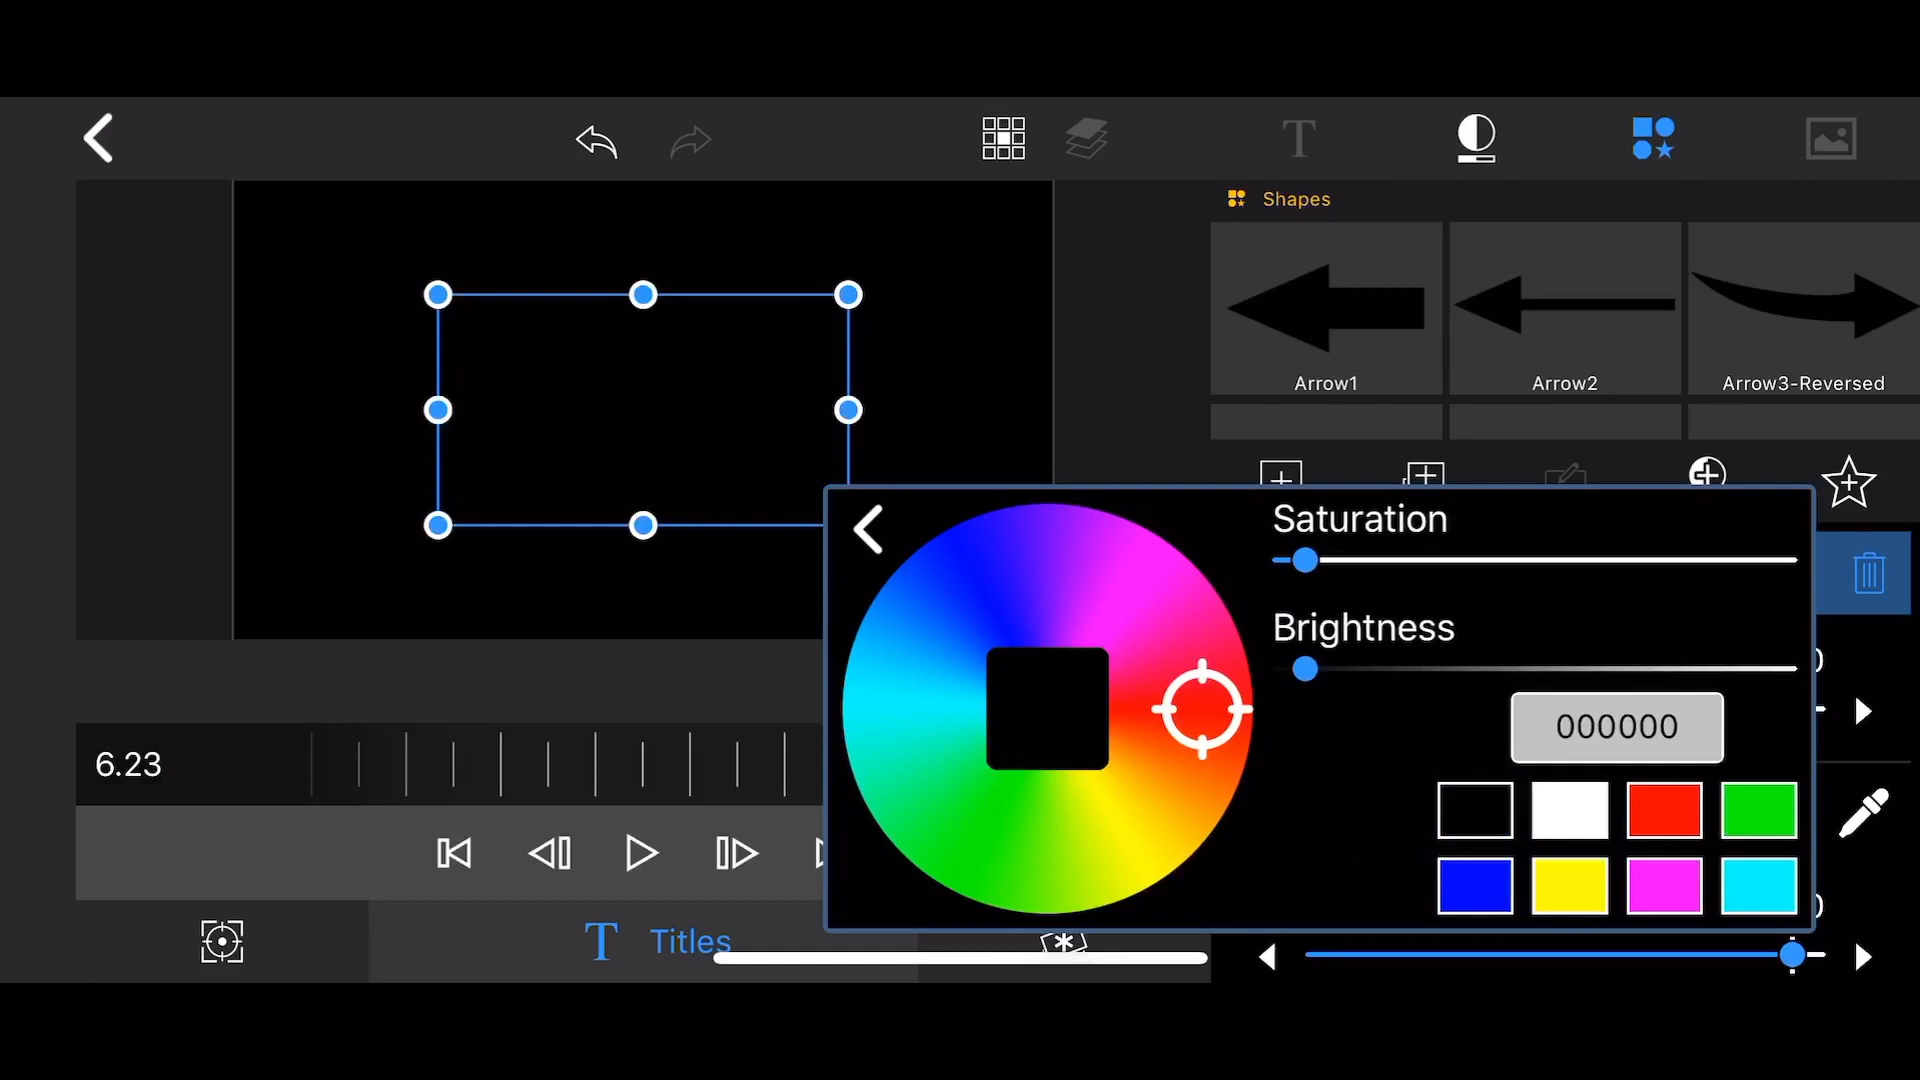 T
Shapes
Arrow1
Arrow2
Arrow3-Reversed
Saturation
Brightness
000000
6.23
T Titles